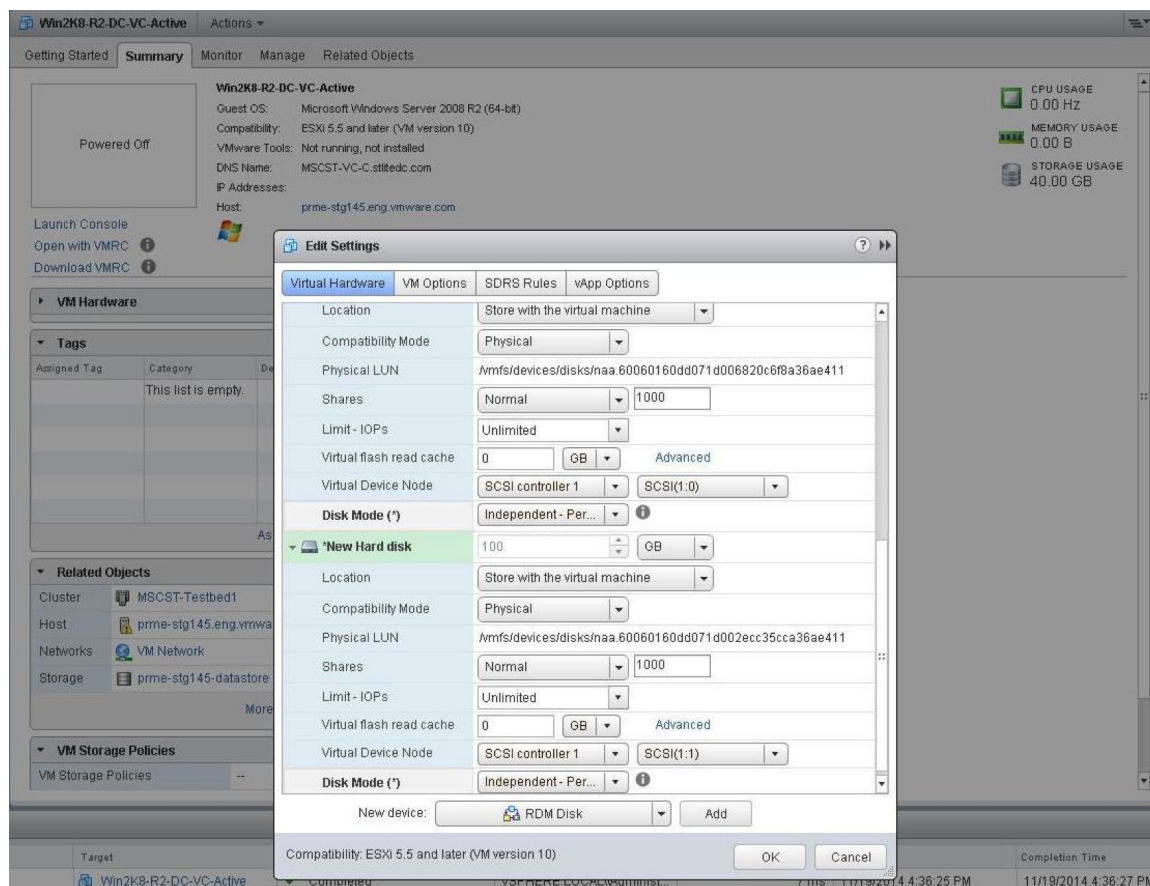 Win2K8-R2-DC-VC-Active Actions
Getting Started Summary Monitor Manage Related Objects
Powered Off
Win2K8-R2-DC-VC-Active
Guest OS: Microsoft Windows Server 2008 R2 (64-bit)
Compatibility: ESXi 5.5 and later (VM version 10)
VMware Tools: Not running, not installed
DNS Name: MSCST-VC-C.stlitedc.com
IP Addresses:
Host: prme-stg145.eng.vmware.com
CPU USAGE
0.00 Hz
MEMORY USAGE
0.00 B
STORAGE USAGE
40.00 GB
Launch Console
Open with VMRC
Download VMRC
VM Hardware
Tags
Assigned Tag Category De
This list is empty.
As
Related Objects
Cluster MSCST-Testbed1
Host prme-stg145.eng.vmwa
Networks VM Network
Storage prme-stg145-datastore
More
VM Storage Policies
VM Storage Policies --
Edit Settings
Virtual Hardware VM Options SDRS Rules vApp Options
Location Store with the virtual machine
Compatibility Mode Physical
Physical LUN /vmfs/devices/disks/naa.60060160dd071d006820c6f8a36ae411
Shares Normal 1000
Limit - IOPs Unlimited
Virtual flash read cache 0 GB Advanced
Virtual Device Node SCSI controller 1 SCSI(1:0)
Disk Mode (*) Independent - Per...
*New Hard disk 100 GB
Location Store with the virtual machine
Compatibility Mode Physical
Physical LUN /vmfs/devices/disks/naa.60060160dd071d002ecc35cca36ae411
Shares Normal 1000
Limit - IOPs Unlimited
Virtual flash read cache 0 GB Advanced
Virtual Device Node SCSI controller 1 SCSI(1:1)
Disk Mode (*) Independent - Per...
New device: RDM Disk Add
Compatibility: ESXi 5.5 and later (VM version 10) OK Cancel
Target Completion Time
Win2K8-R2-DC-VC-Active Completed VSPHERE.LOCAL\Administ... 7 ms 11/19/2014 4:36:25 PM 11/19/2014 4:36:27 PM